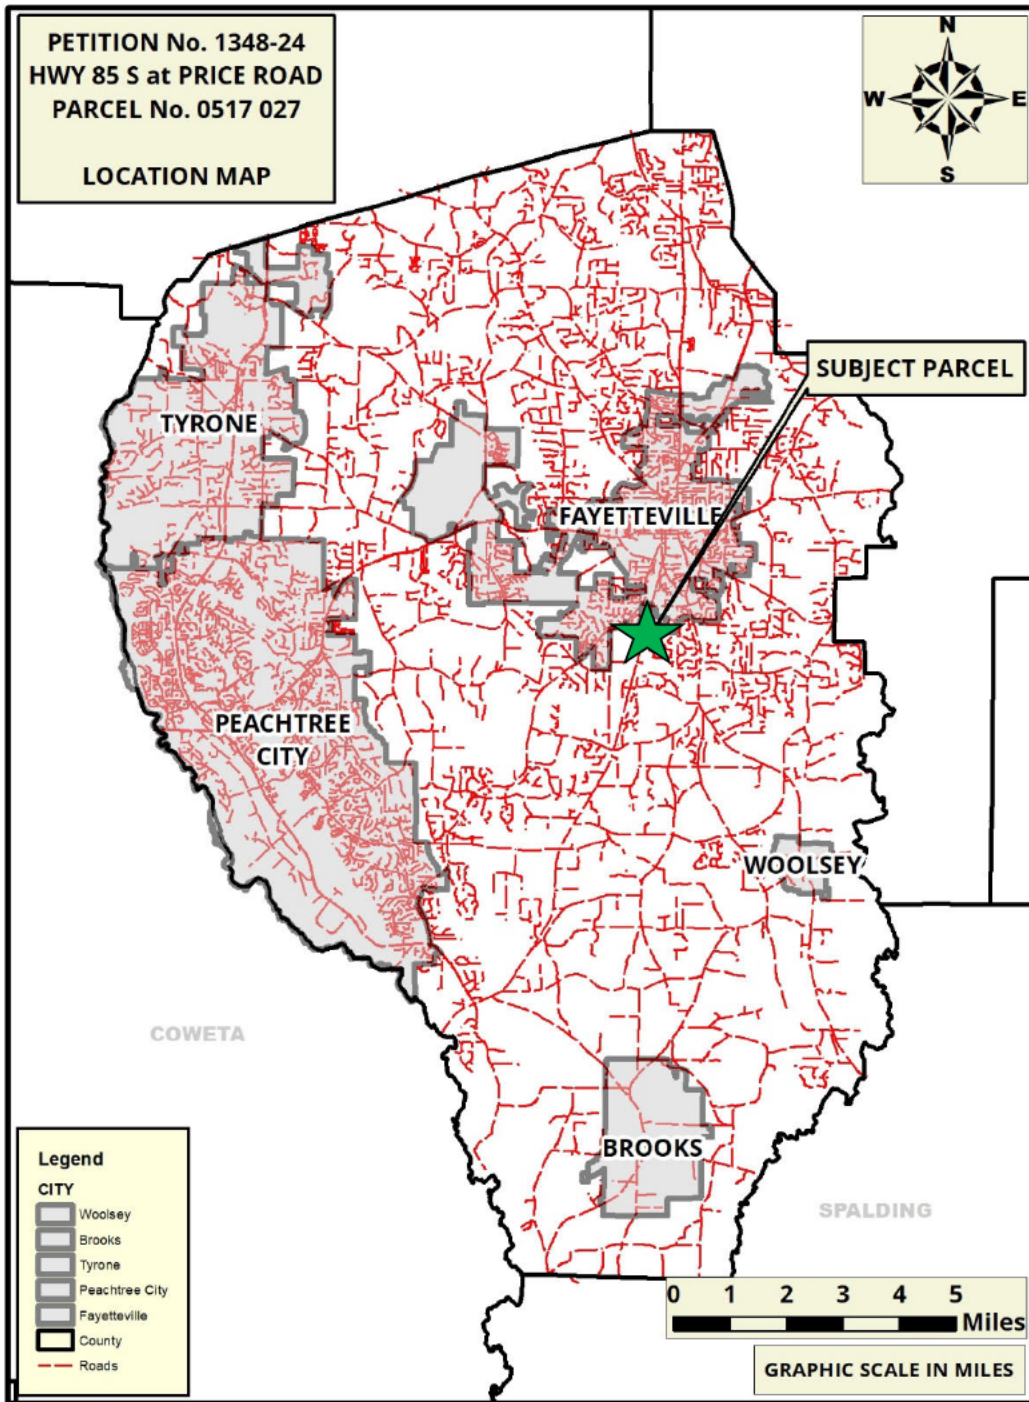 PETITION No. 1348-24
HWY 85 S at PRICE ROAD
PARCEL No. 0517 027
LOCATION MAP
N
W
E
S
SUBJECT PARCEL
TYRONE
FAYETTEVILLE
PEACHTREE
CITY
WOOLSEY
COWETA
BROOKS
SPALDING
Legend
CITY
Woolsey
Brooks
Tyrone
Peachtree City
Fayetteville
County
Roads
0 1 2 3 4 5
Miles
GRAPHIC SCALE IN MILES